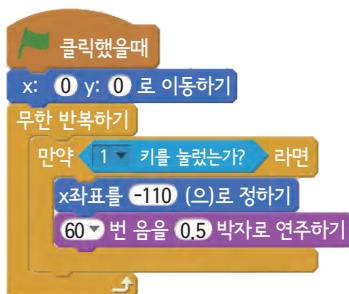 클릭했을때
x: 0 y: 0 로 이동하기
무한 반복하기
만약 1 키를 눌렀는가? 라면
x좌표를 -110 (으)로 정하기
60 번 음을 0.5 박자로 연주하기